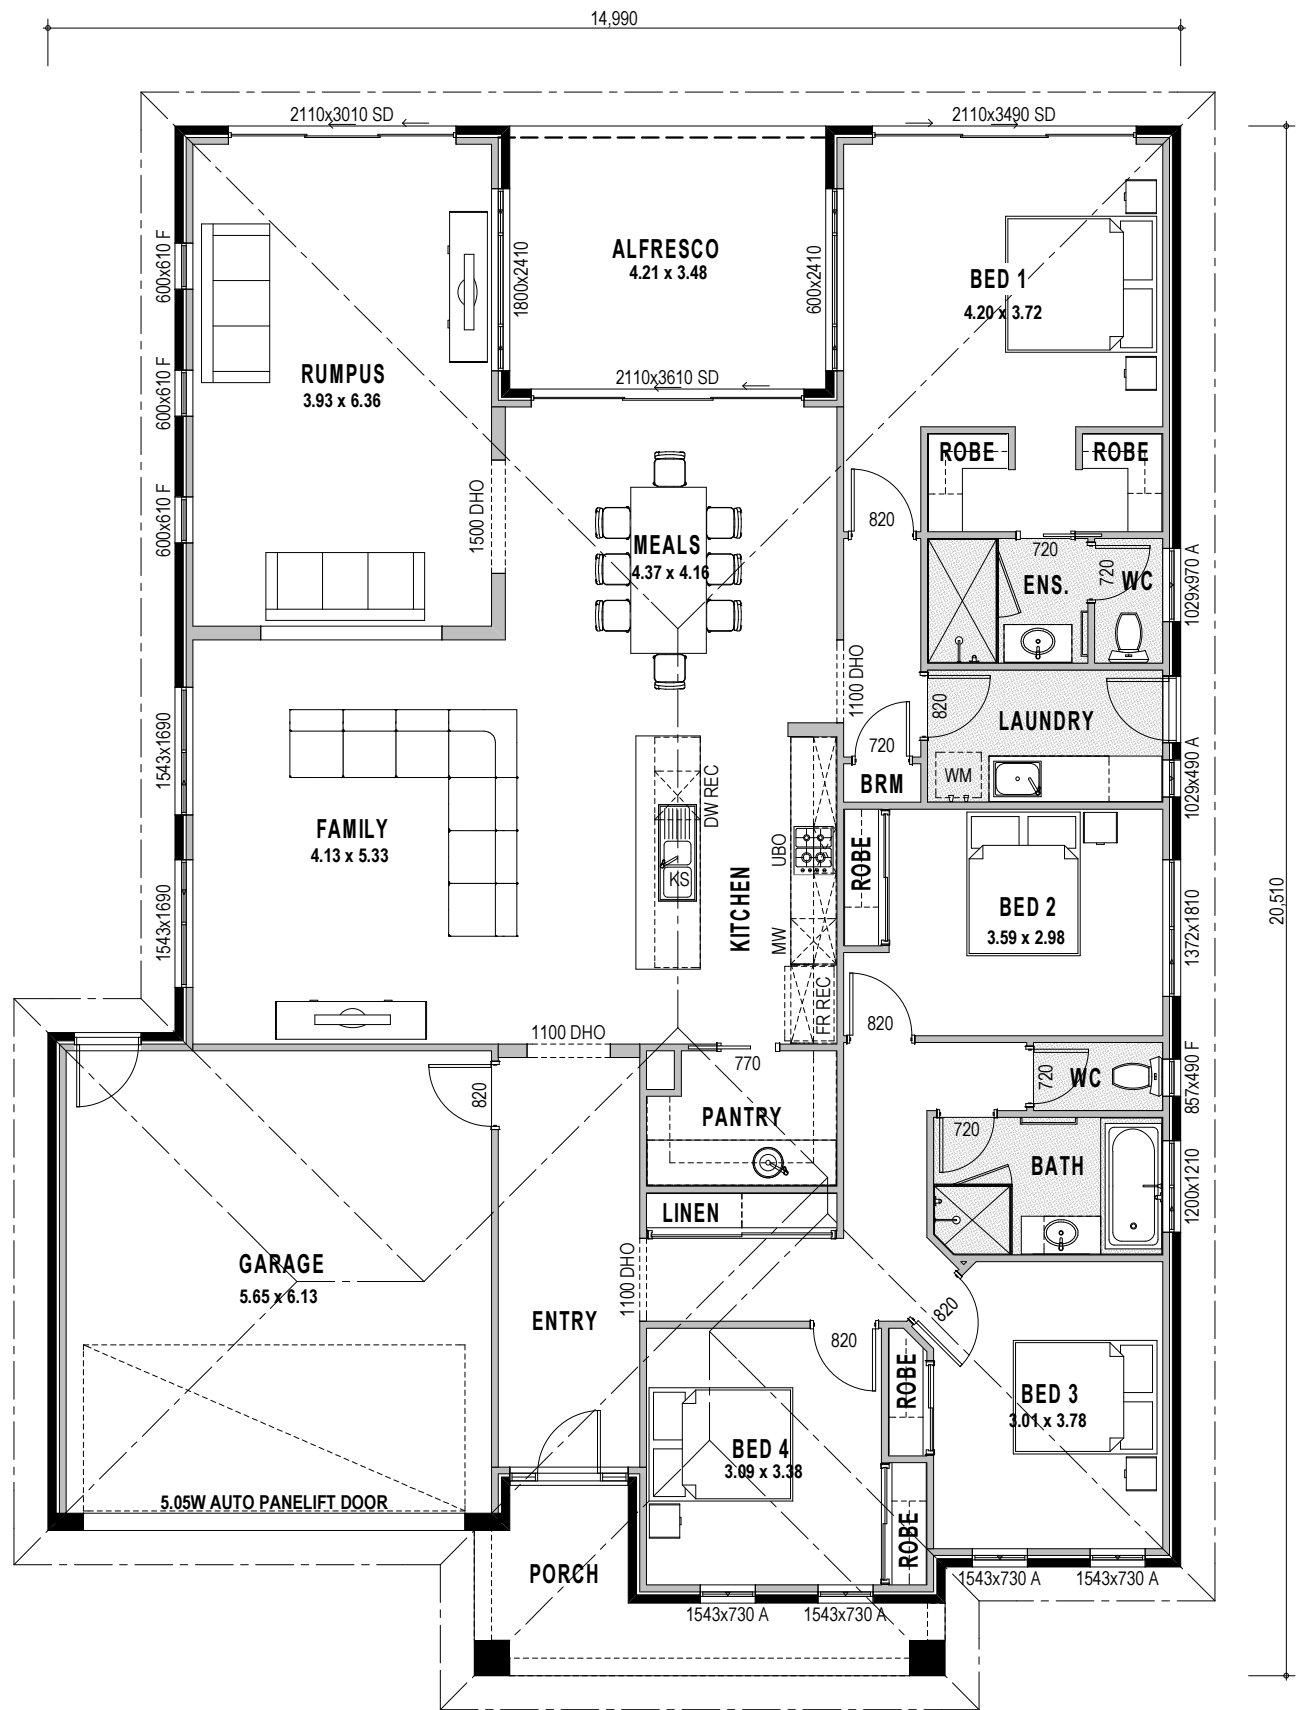 14,990
2110x3010 SD
2110x3490 SD
ALFRESCO
4.21 x 3.48
1800x2410
600x2410
BED 1
4.20 x 3.72
600x610 F
600x610 F
600x610 F
RUMPUS
3.93 x 6.36
2110x3610 SD
ROBE
ROBE
1500 DHO
820
MEALS
4.37 x 4.16
720
ENS.
720
WC
1029x970 A
1100 DHO
820
LAUNDRY
720
BRM
WM
1029x490 A
1543x1690
1543x1690
FAMILY
4.13 x 5.33
DW REC
KS
UBO
KITCHEN
MW
FR REC
ROBE
BED 2
3.59 x 2.98
1372x1810
20,510
820
1100 DHO
770
820
PANTRY
720
WC
857x490 F
720
BATH
1200x1210
LINEN
GARAGE
5.65 x 6.13
1100 DHO
ENTRY
820
820
ROBE
BED 3
3.01 x 3.78
BED 4
3.09 x 3.38
ROBE
5.05W AUTO PANELIFT DOOR
PORCH
1543x730 A
1543x730 A
1543x730 A
1543x730 A